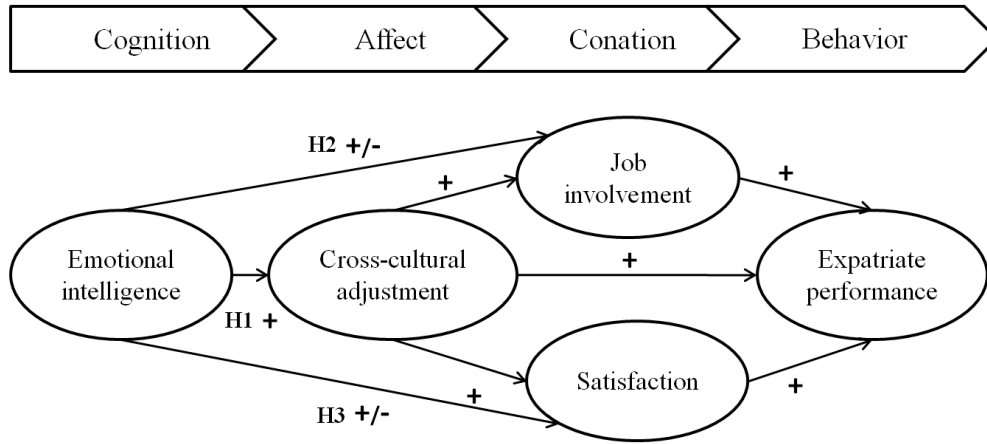 Cognition
Affect
Conation
Behavior
H2 +/-
Job
involvement
+
+
Emotional
intelligence
Cross-cultural
adjustment
+
Expatriate
performance
H1 +
Satisfaction
+
+
H3 +/-